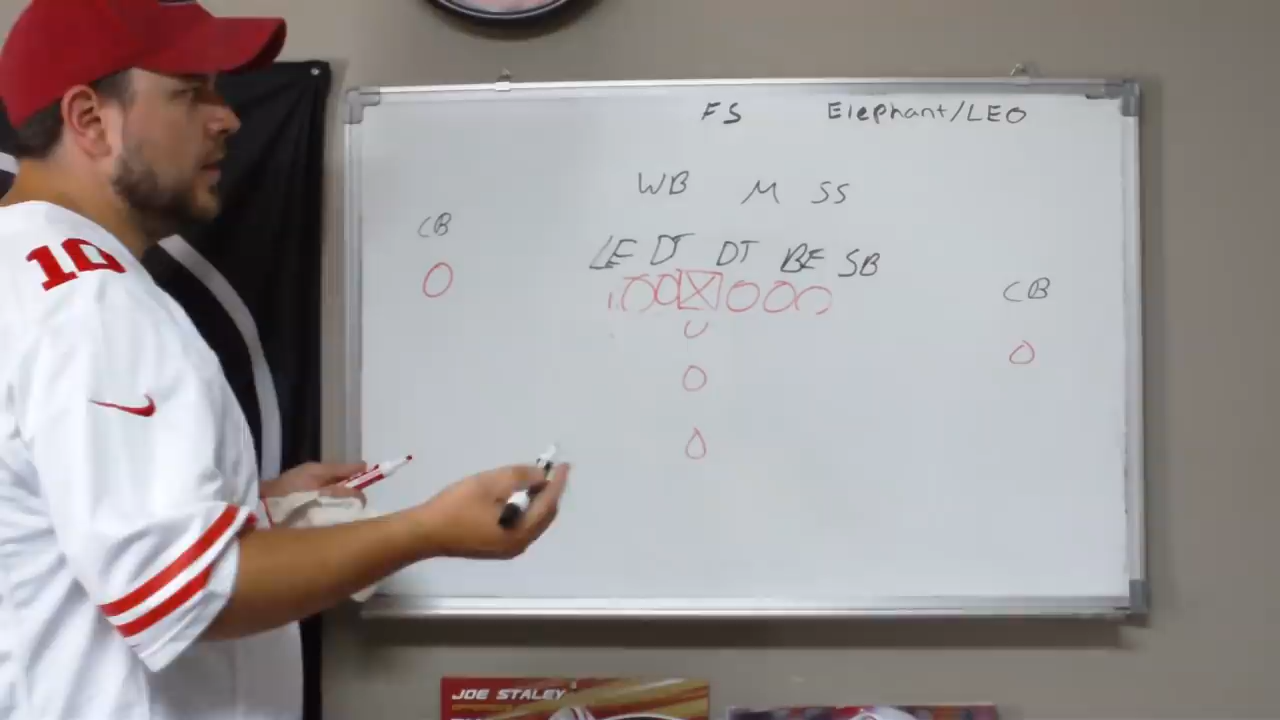 FS Elephant/LEO
WB M SS
CB
LE DT DT BE SB
CB
10
JOE STALEY